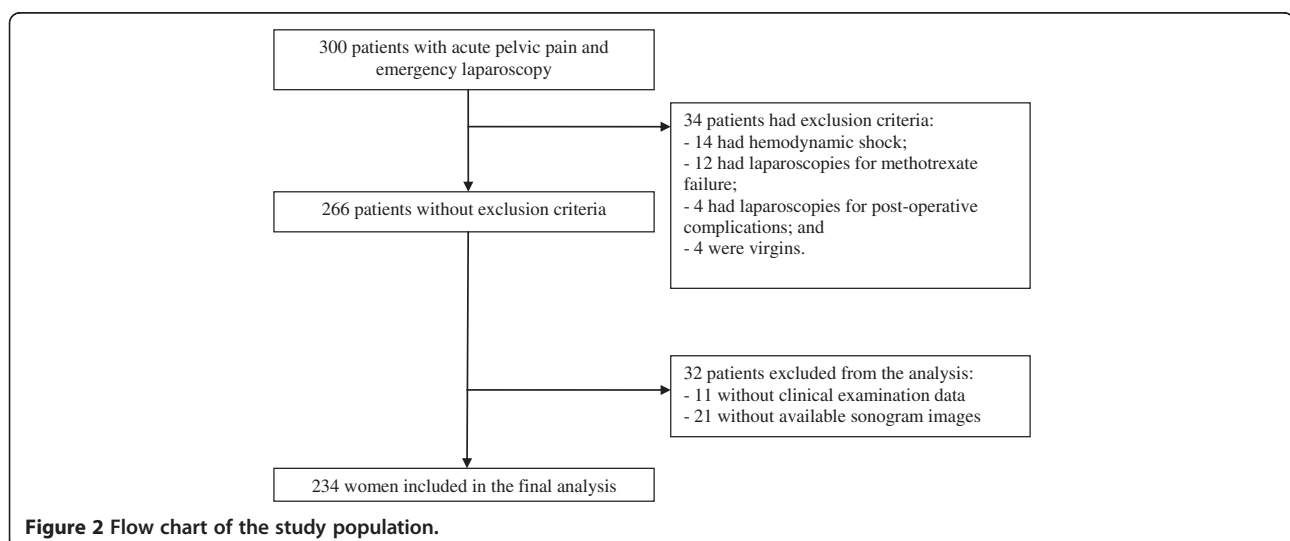 300 patients with acute pelvic pain and
emergency laparoscopy
34 patients had exclusion criteria:
- 14 had hemodynamic shock;
- 12 had laparoscopies for methotrexate
failure;
- 4 had laparoscopies for post-operative
complications; and
- 4 were virgins.
266 patients without exclusion criteria
32 patients excluded from the analysis:
- 11 without clinical examination data
- 21 without available sonogram images
234 women included in the final analysis
Figure 2 Flow chart of the study population.